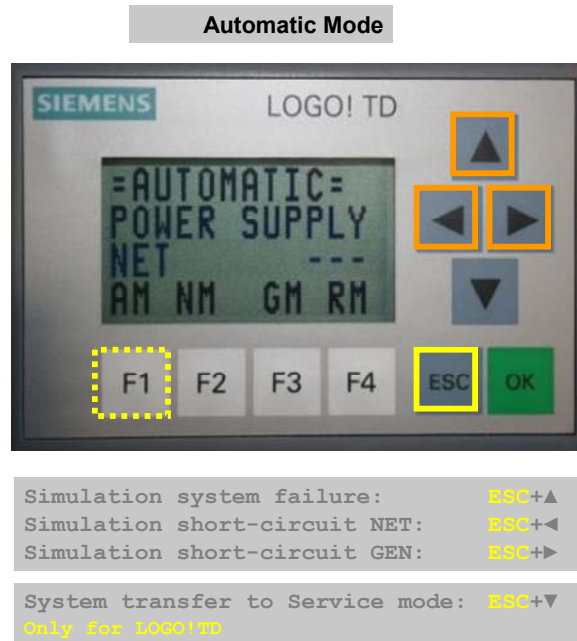 Automatic Mode
SIEMENS
LOGO! TD
=AUTOMATIC=
POWER SUPPLY
NET ---
AM NM GM RM
F1 F2 F3 F4 ESC OK
Simulation system failure: ESC+▲
Simulation short-circuit NET: ESC+◄
Simulation short-circuit GEN: ESC+►
System transfer to Service mode: ESC+▼
Only for LOGO!TD